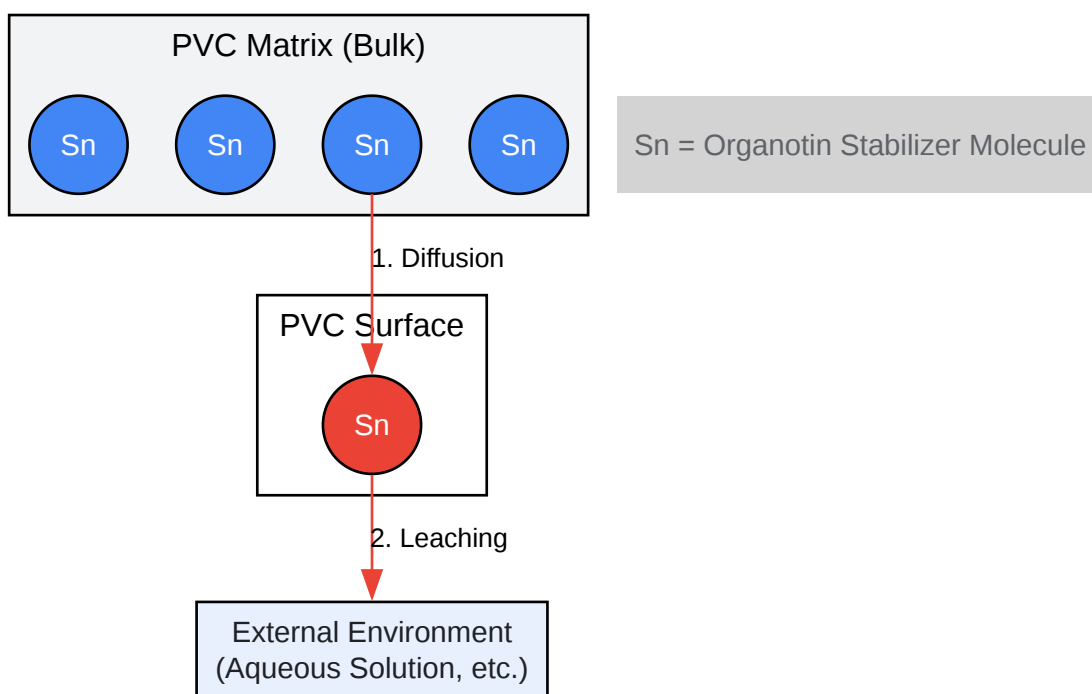 PVC Matrix (Bulk)
Sn
Sn
Sn
Sn
Sn = Organotin Stabilizer Molecule
1. Diffusion
PVC Surface
Sn
2. Leaching
External Environment
(Aqueous Solution, etc.)